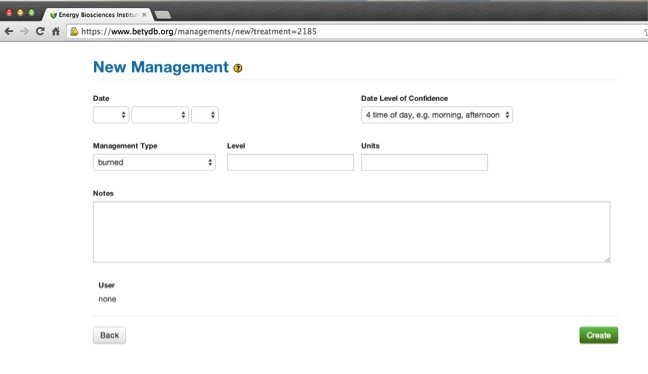 Energy Biosciences Institu
https://www.betydb.org/managements/new?treatment=2185
New Management ?
Date
Date Level of Confidence
4 time of day, e.g. morning, afternoon
Management Type
Level
Units
burned
Notes
User
none
Back
Create